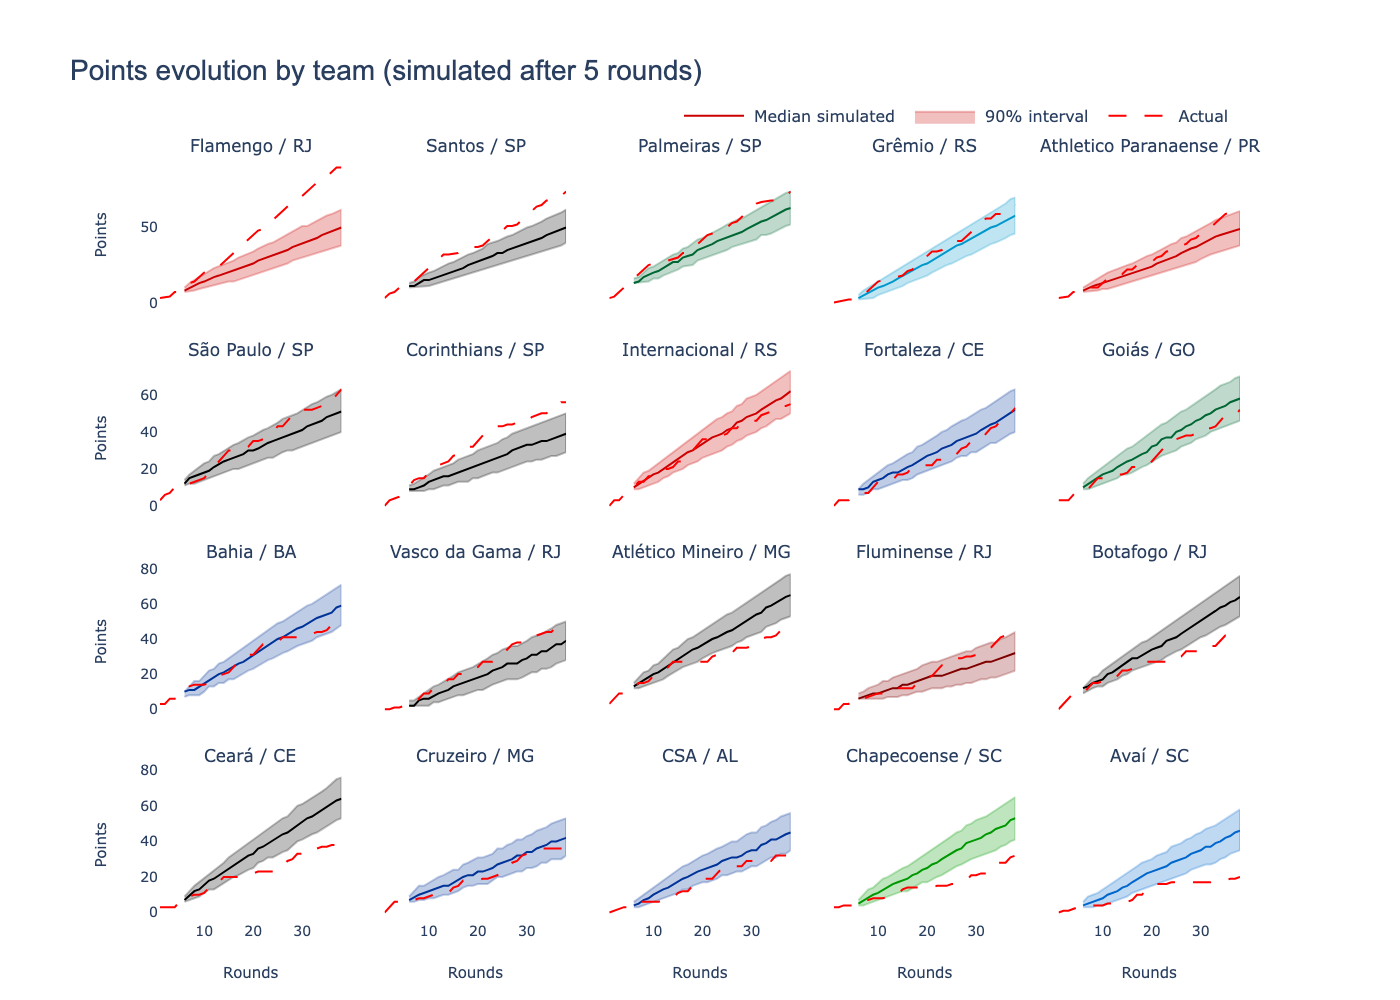 Points evolution by team (simulated after 5 rounds)
Median simulated 90% interval Actual
Flamengo / RJ Santos / SP Palmeiras / SP Grêmio / RS Athletico Paranaense / PR
Points
50
0
São Paulo / SP Corinthians / SP Internacional / RS Fortaleza / CE Goiás / GO
Points
60
40
20
0
Bahia / BA Vasco da Gama / RJ Atlético Mineiro / MG Fluminense / RJ Botafogo / RJ
Points
80
60
40
20
0
Ceará / CE Cruzeiro / MG CSA / AL Chapecoense / SC Avaí / SC
Points
80
60
40
20
0
10 20 30 10 20 30 10 20 30 10 20 30 10 20 30
Rounds Rounds Rounds Rounds Rounds